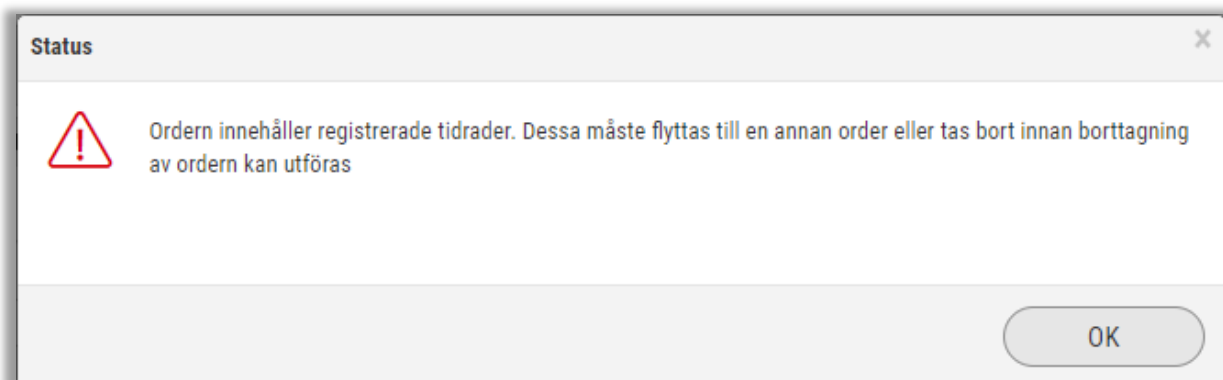 Status
Ordern innehåller registrerade tidrader. Dessa måste flyttas till en annan order eller tas bort innan borttagning
av ordern kan utföras
OK